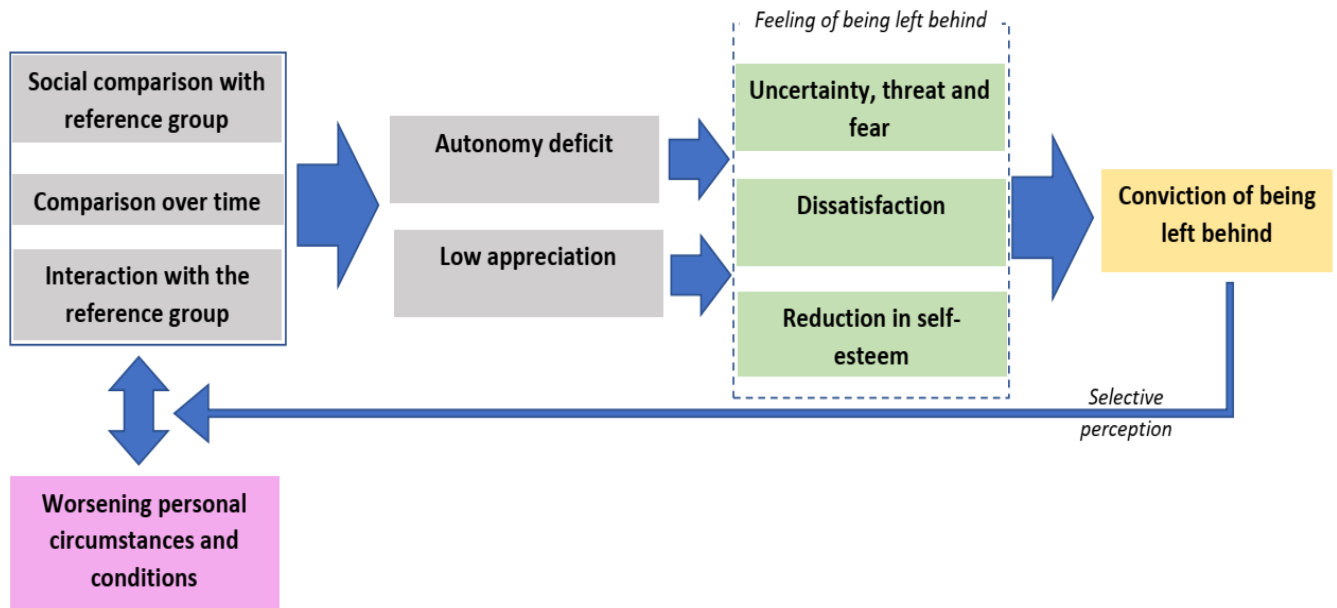 Feeling of being left behind
Social comparison with
reference group
Comparison over time
Interaction with the
reference group
Autonomy deficit
Low appreciation
Uncertainty, threat and
fear
Dissatisfaction
Reduction in self-
esteem
Conviction of being
left behind
Selective
perception
Worsening personal
circumstances and
conditions